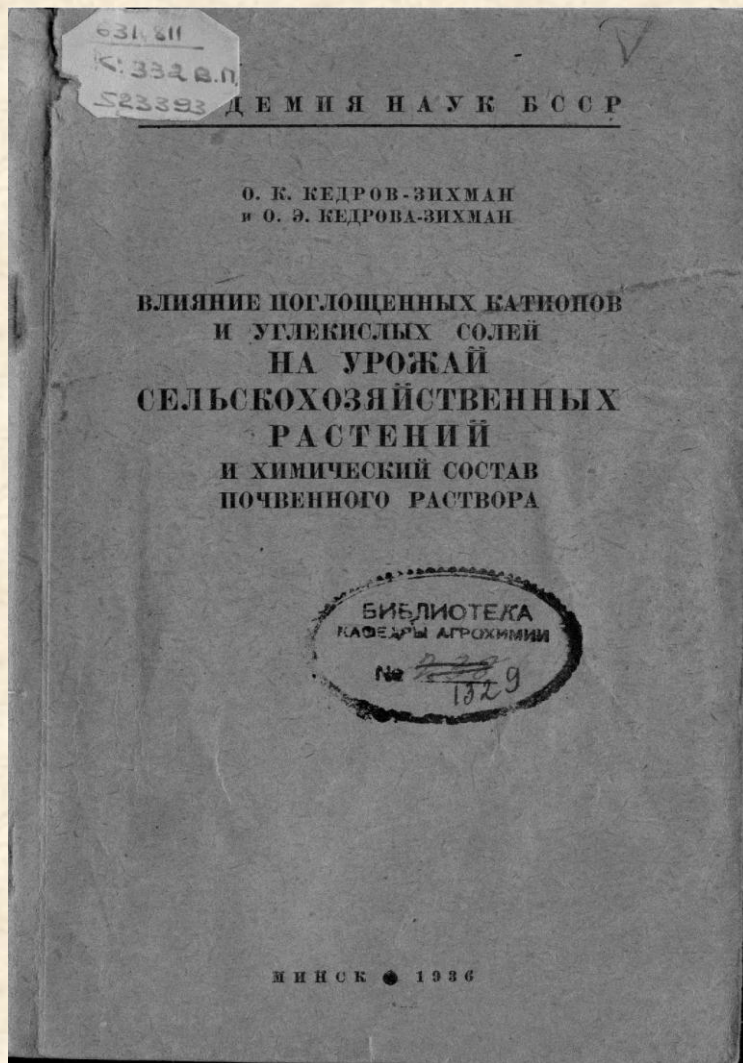 631.811
К: 332 В.П.
523393
ДЕМИЯ НАУК БССР
О. К. КЕДРОВ-ЗИХМАН
и О. Э. КЕДРОВА-ЗИХМАН
ВЛИЯНИЕ ПОГЛОЩЕННЫХ КАТИОНОВ
И УГЛЕКИСЛЫХ СОЛЕЙ
НА УРОЖАЙ
СЕЛЬСКОХОЗЯЙСТВЕННЫХ
РАСТЕНИЙ
И ХИМИЧЕСКИЙ СОСТАВ
ПОЧВЕННОГО РАСТВОРА
БИБЛИОТЕКА
КАФЕДРЫ АГРОХИМИИ
№
1329
МИНСК 1936